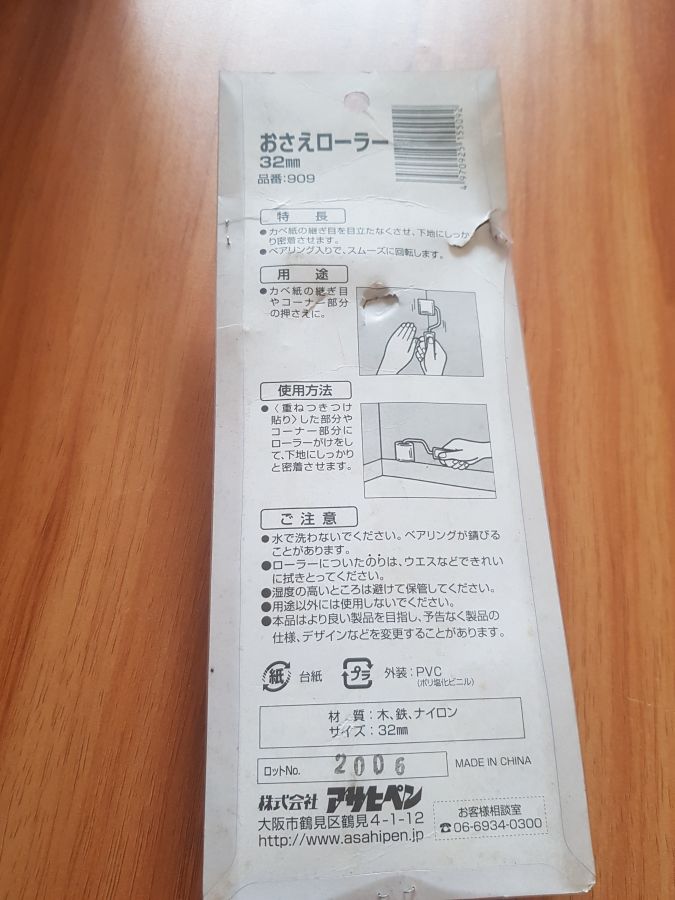 おさえローラー
32mm
品番:909
4 970925 155092
特長
●カベ紙の継ぎ目を目立たなくさせ、下地にしっか
り密着させます。
●ベアリング入りで、スムーズに回転します。
用途
●カベ紙の継ぎ目
やコーナー部分
の押さえに。
使用方法
●〈重ねつきつけ
貼り〉した部分や
コーナー部分に
ローラーがけをし
て、下地にしっかり
と密着させます。
ご注意
●水で洗わないでください。ベアリングが錆びる
ことがあります。
●ローラーについたのりは、ウエスなどできれい
に拭きとってください。
●湿度の高いところは避けて保管してください。
●用途以外には使用しないでください。
●本品はより良い製品を目指し、予告なく製品の
仕様、デザインなどを変更することがあります。
紙 台紙 プラ 外装:PVC
(ポリ塩化ビニル)
材質:木、鉄、ナイロン
サイズ:32mm
ロットNo. 2006 MADE IN CHINA
株式会社 アサヒペン
大阪市鶴見区鶴見4-1-12
http://www.asahipen.jp
お客様相談室
☎06-6934-0300